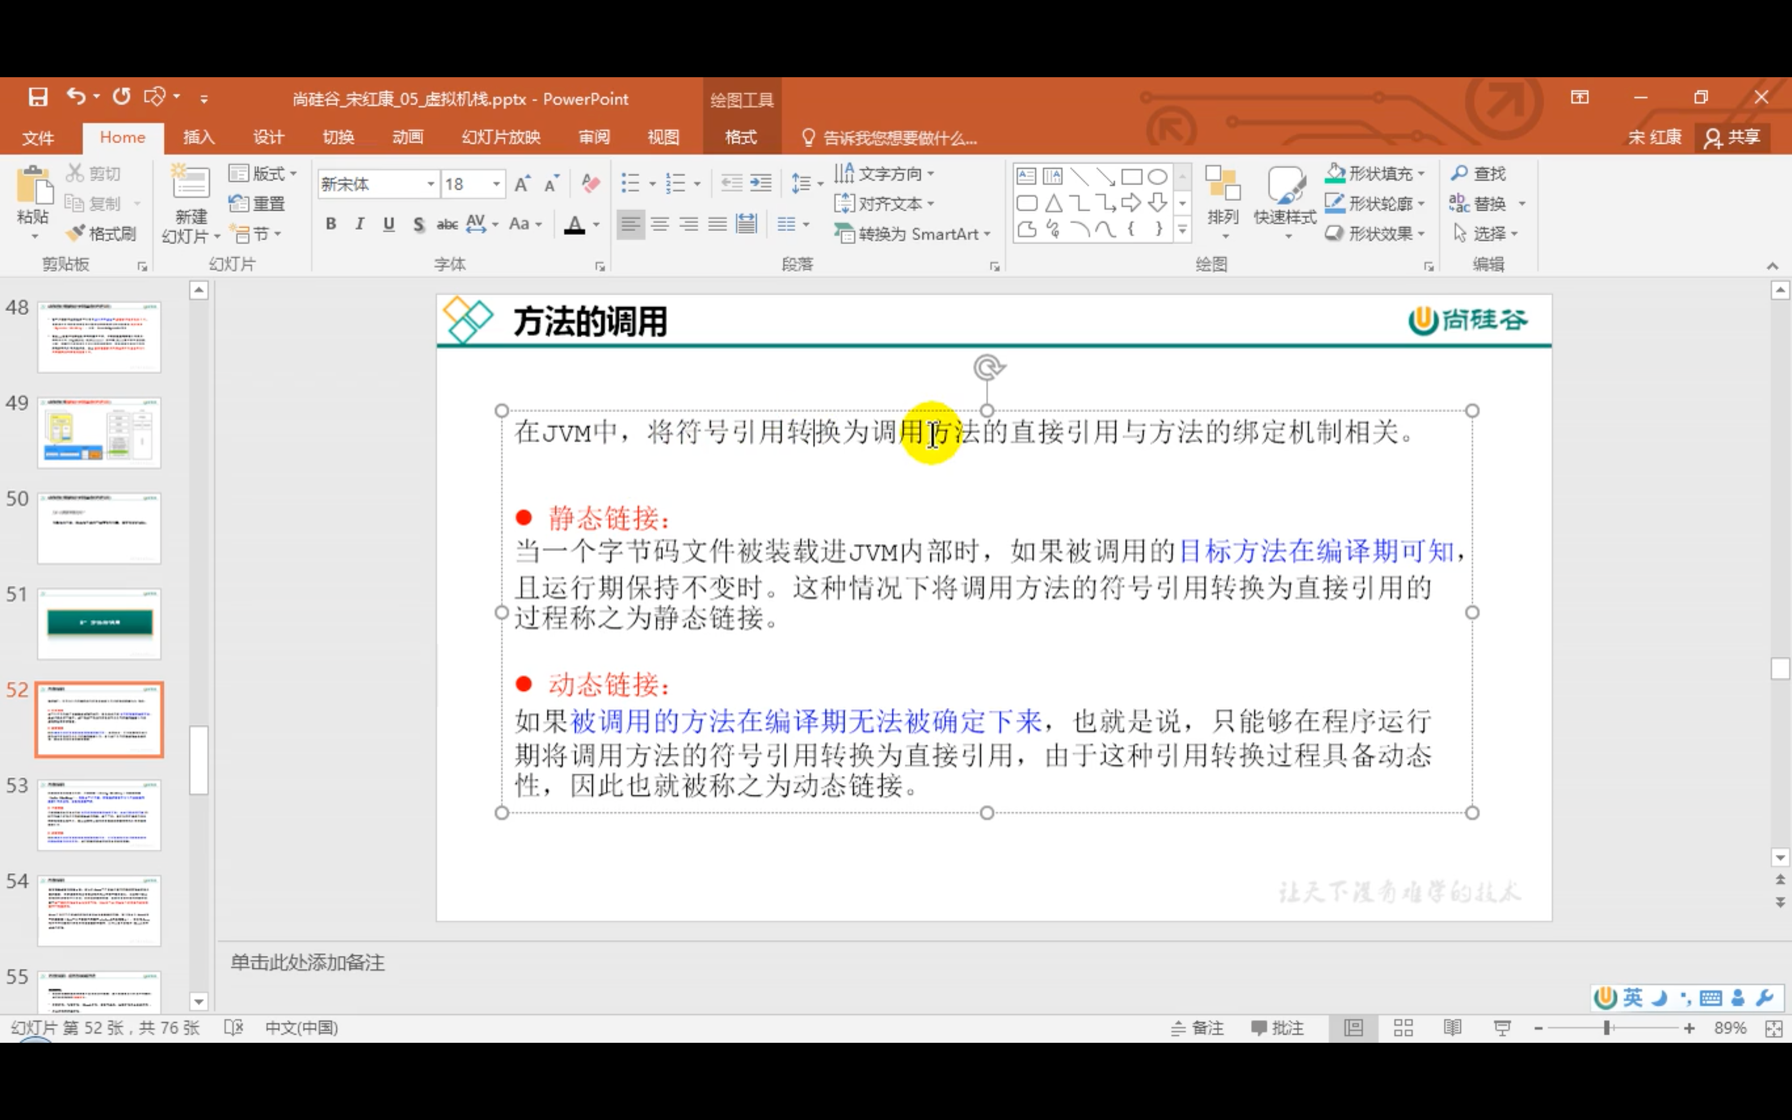 尚硅谷_宋红康_05_虚拟机栈.pptx - PowerPoint
绘图工具
文件
Home
插入
设计
切换
动画
幻灯片放映
审阅
视图
格式
告诉我您想要做什么...
宋 红康
共享
粘贴
剪切
复制
格式刷
剪贴板
新建
幻灯片
版式
重置
节
幻灯片
新宋体
18
字体
文字方向
对齐文本
转换为 SmartArt
段落
排列
快速样式
形状填充
形状轮廓
形状效果
绘图
查找
替换
选择
编辑
48
49
50
51
52
53
54
55
方法的调用
尚硅谷
在JVM中，将符号引用转换为调用方法的直接引用与方法的绑定机制相关。
● 静态链接：
当一个字节码文件被装载进JVM内部时，如果被调用的目标方法在编译期可知，
且运行期保持不变时。这种情况下将调用方法的符号引用转换为直接引用的
过程称之为静态链接。
● 动态链接：
如果被调用的方法在编译期无法被确定下来，也就是说，只能够在程序运行
期将调用方法的符号引用转换为直接引用，由于这种引用转换过程具备动态
性，因此也就被称之为动态链接。
让天下没有难学的技术
单击此处添加备注
英
幻灯片 第 52 张，共 76 张
中文(中国)
备注
批注
89%